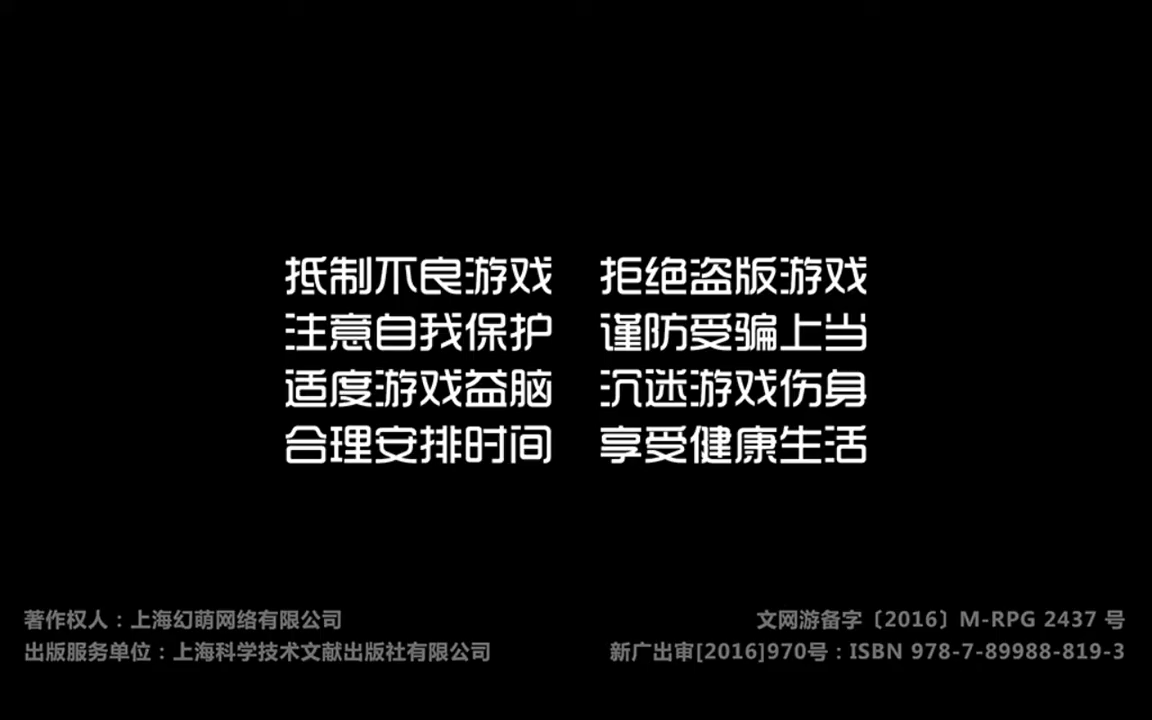 抵制不良游戏 拒绝盗版游戏
注意自我保护 谨防受骗上当
适度游戏益脑 沉迷游戏伤身
合理安排时间 享受健康生活
著作权人：上海幻萌网络有限公司
出版服务单位：上海科学技术文献出版社有限公司
文网游备字〔2016〕M-RPG 2437 号
新广出审[2016]970号：ISBN 978-7-89988-819-3